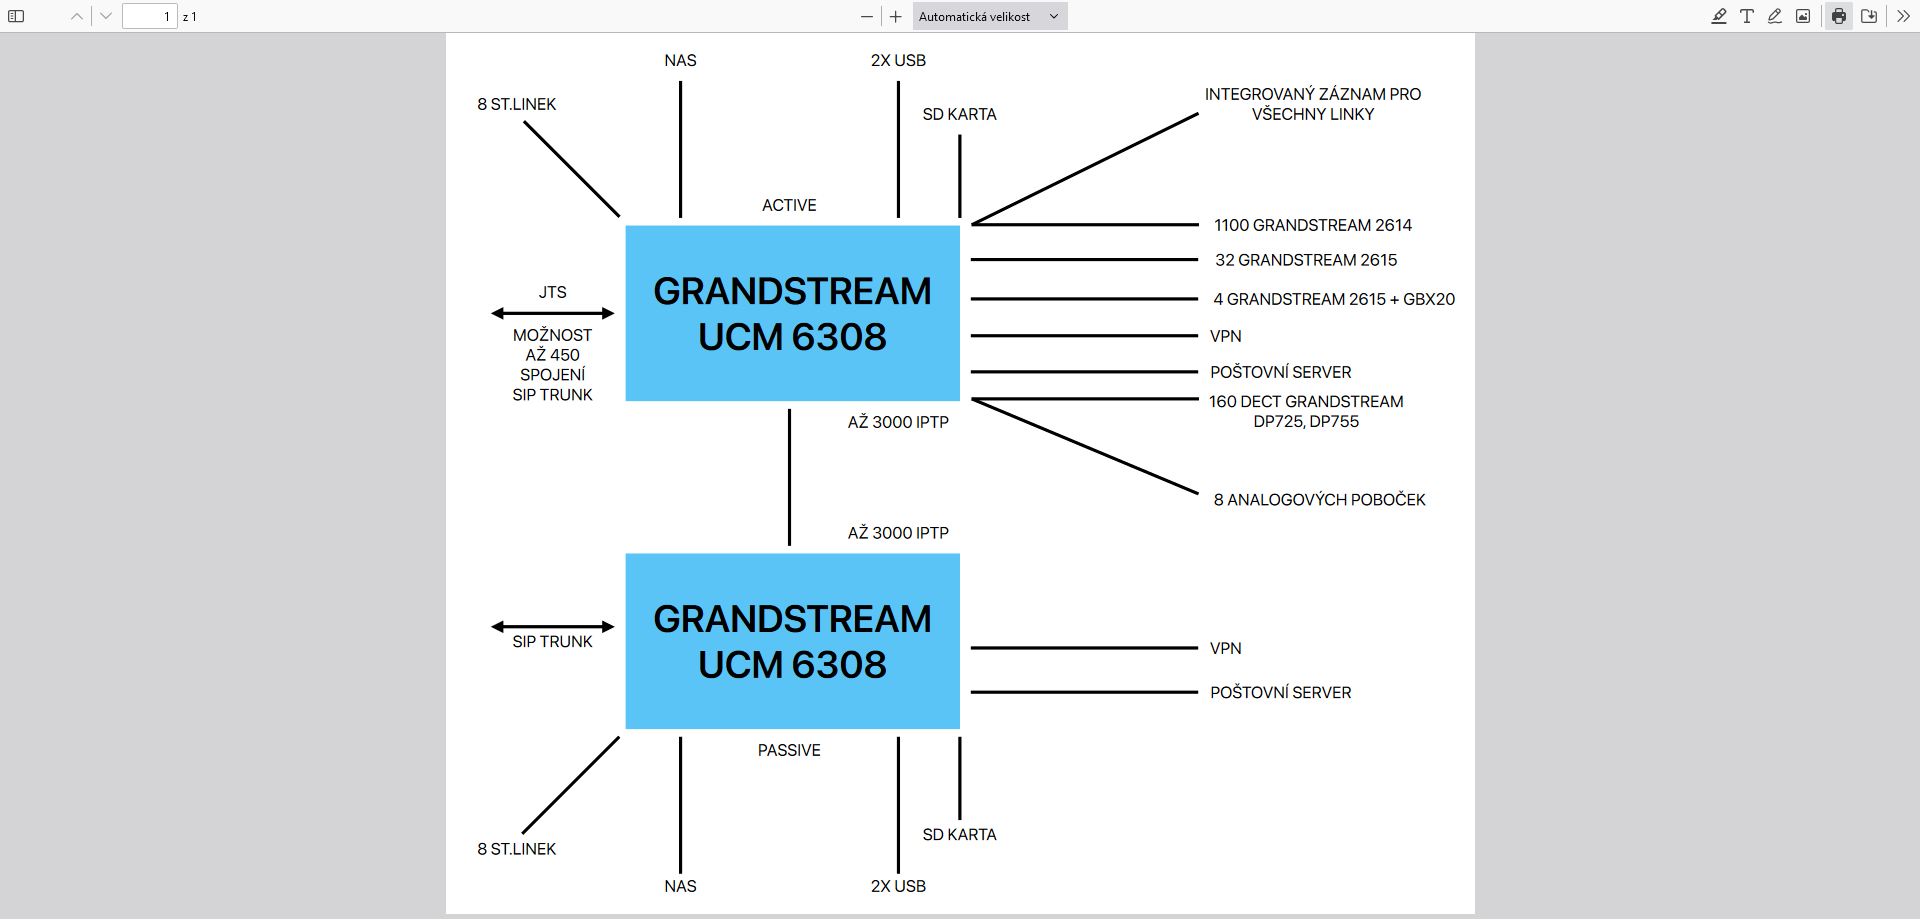 1
z 1
Automatická velikost
NAS
2X USB
8 ST.LINEK
SD KARTA
INTEGROVANÝ ZÁZNAM PRO
VŠECHNY LINKY
ACTIVE
GRANDSTREAM
UCM 6308
1100 GRANDSTREAM 2614
32 GRANDSTREAM 2615
4 GRANDSTREAM 2615 + GBX20
VPN
POŠTOVNÍ SERVER
160 DECT GRANDSTREAM
DP725, DP755
8 ANALOGOVÝCH POBOČEK
JTS
MOŽNOST
AŽ 450
SPOJENÍ
SIP TRUNK
AŽ 3000 IPTP
AŽ 3000 IPTP
GRANDSTREAM
UCM 6308
SIP TRUNK
VPN
POŠTOVNÍ SERVER
PASSIVE
8 ST.LINEK
SD KARTA
NAS
2X USB